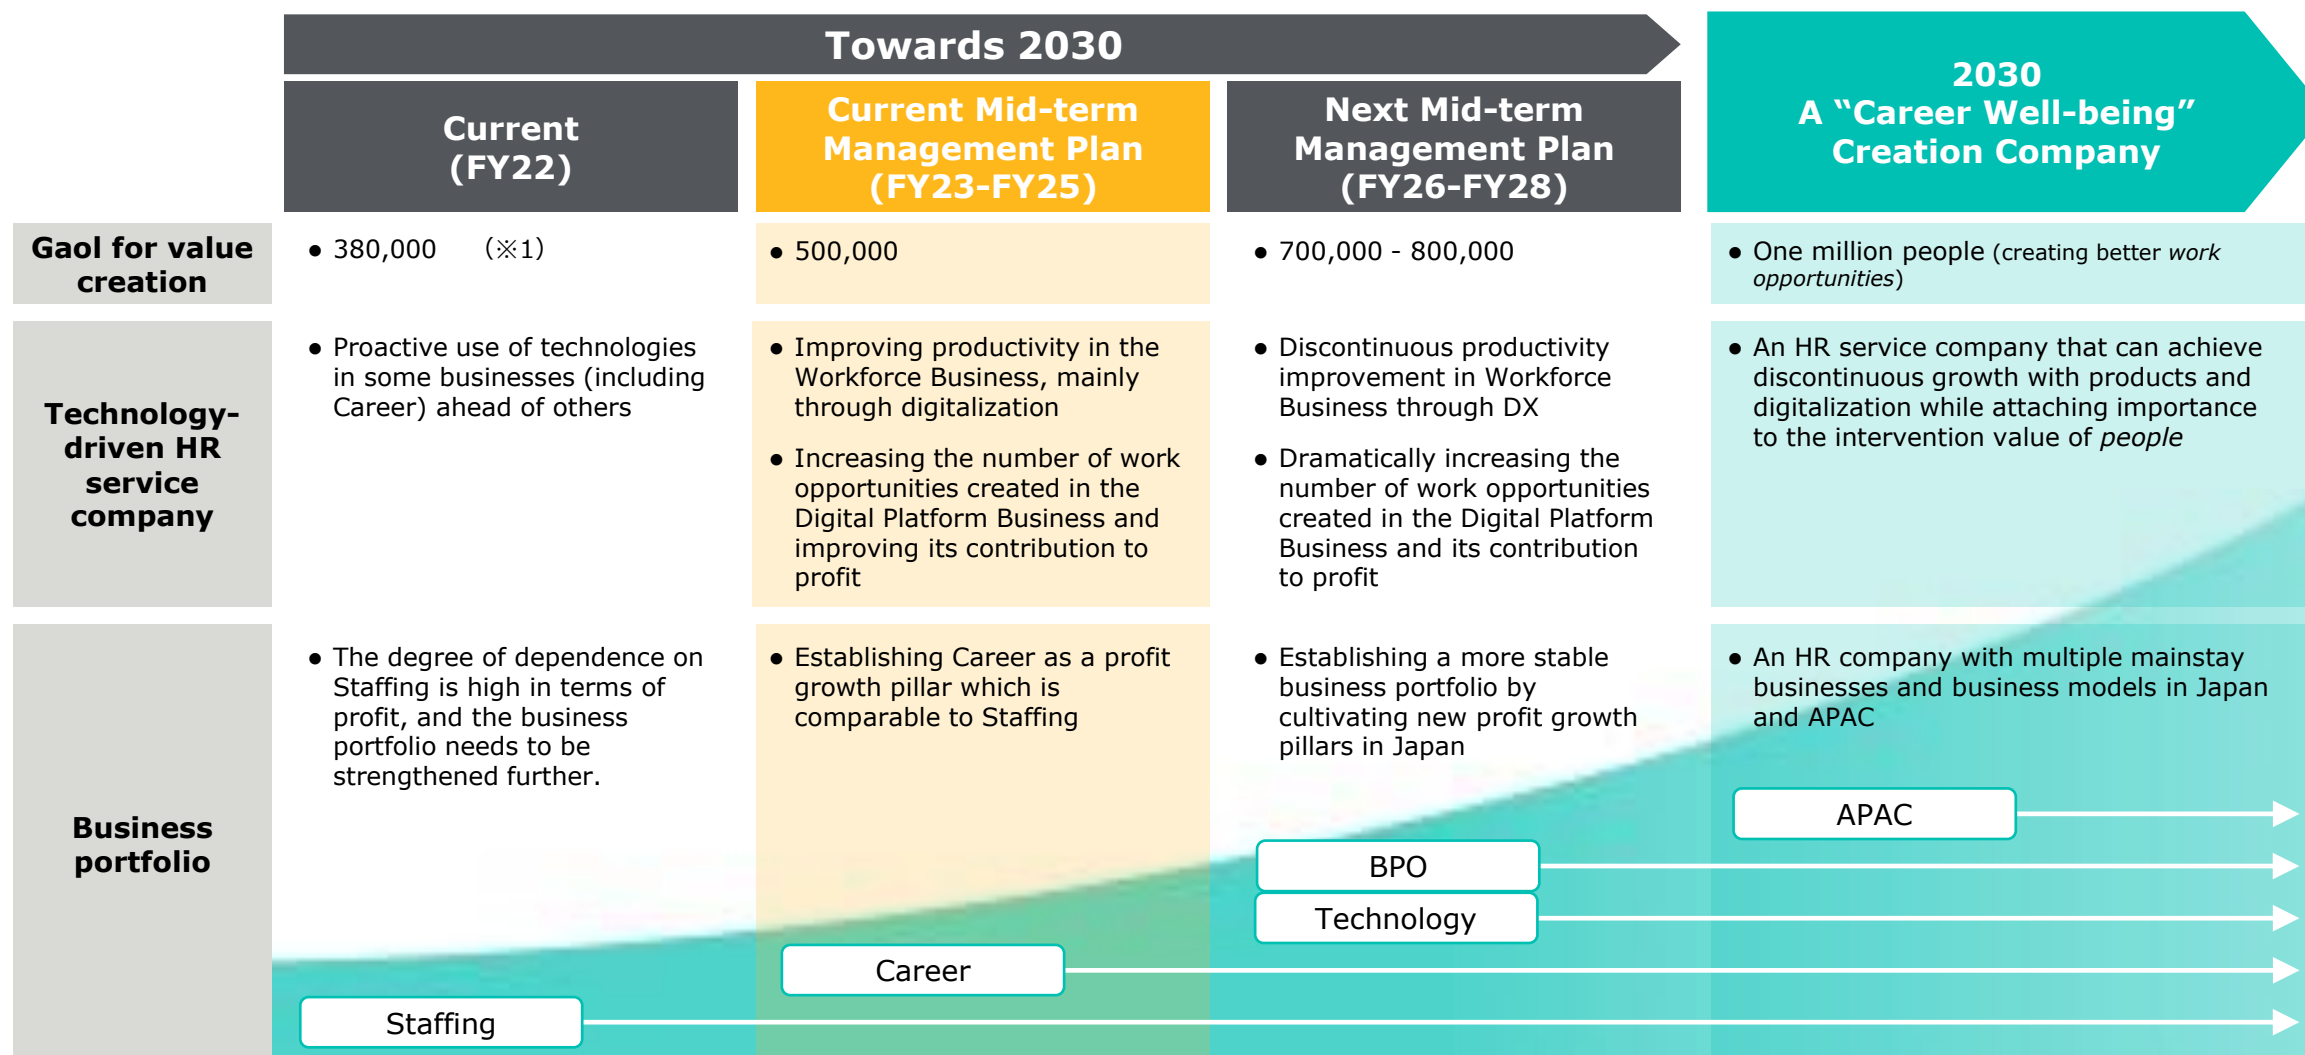 Towards 2030
2030
A “Career Well-being”
Creation Company
Current
(FY22)
Current Mid-term
Management Plan
(FY23-FY25)
Next Mid-term
Management Plan
(FY26-FY28)
Gaol for value
creation
● 380,000 （※1）
● 500,000
● 700,000 - 800,000
● One million people (creating better work
opportunities)
Technology-
driven HR
service
company
● Proactive use of technologies
in some businesses (including
Career) ahead of others
● Improving productivity in the
Workforce Business, mainly
through digitalization
● Increasing the number of work
opportunities created in the
Digital Platform Business and
improving its contribution to
profit
● Discontinuous productivity
improvement in Workforce
Business through DX
● Dramatically increasing the
number of work opportunities
created in the Digital Platform
Business and its contribution
to profit
● An HR service company that can achieve
discontinuous growth with products and
digitalization while attaching importance
to the intervention value of people
Business
portfolio
● The degree of dependence on
Staffing is high in terms of
profit, and the business
portfolio needs to be
strengthened further.
● Establishing Career as a profit
growth pillar which is
comparable to Staffing
● Establishing a more stable
business portfolio by
cultivating new profit growth
pillars in Japan
● An HR company with multiple mainstay
businesses and business models in Japan
and APAC
APAC
BPO
Technology
Career
Staffing